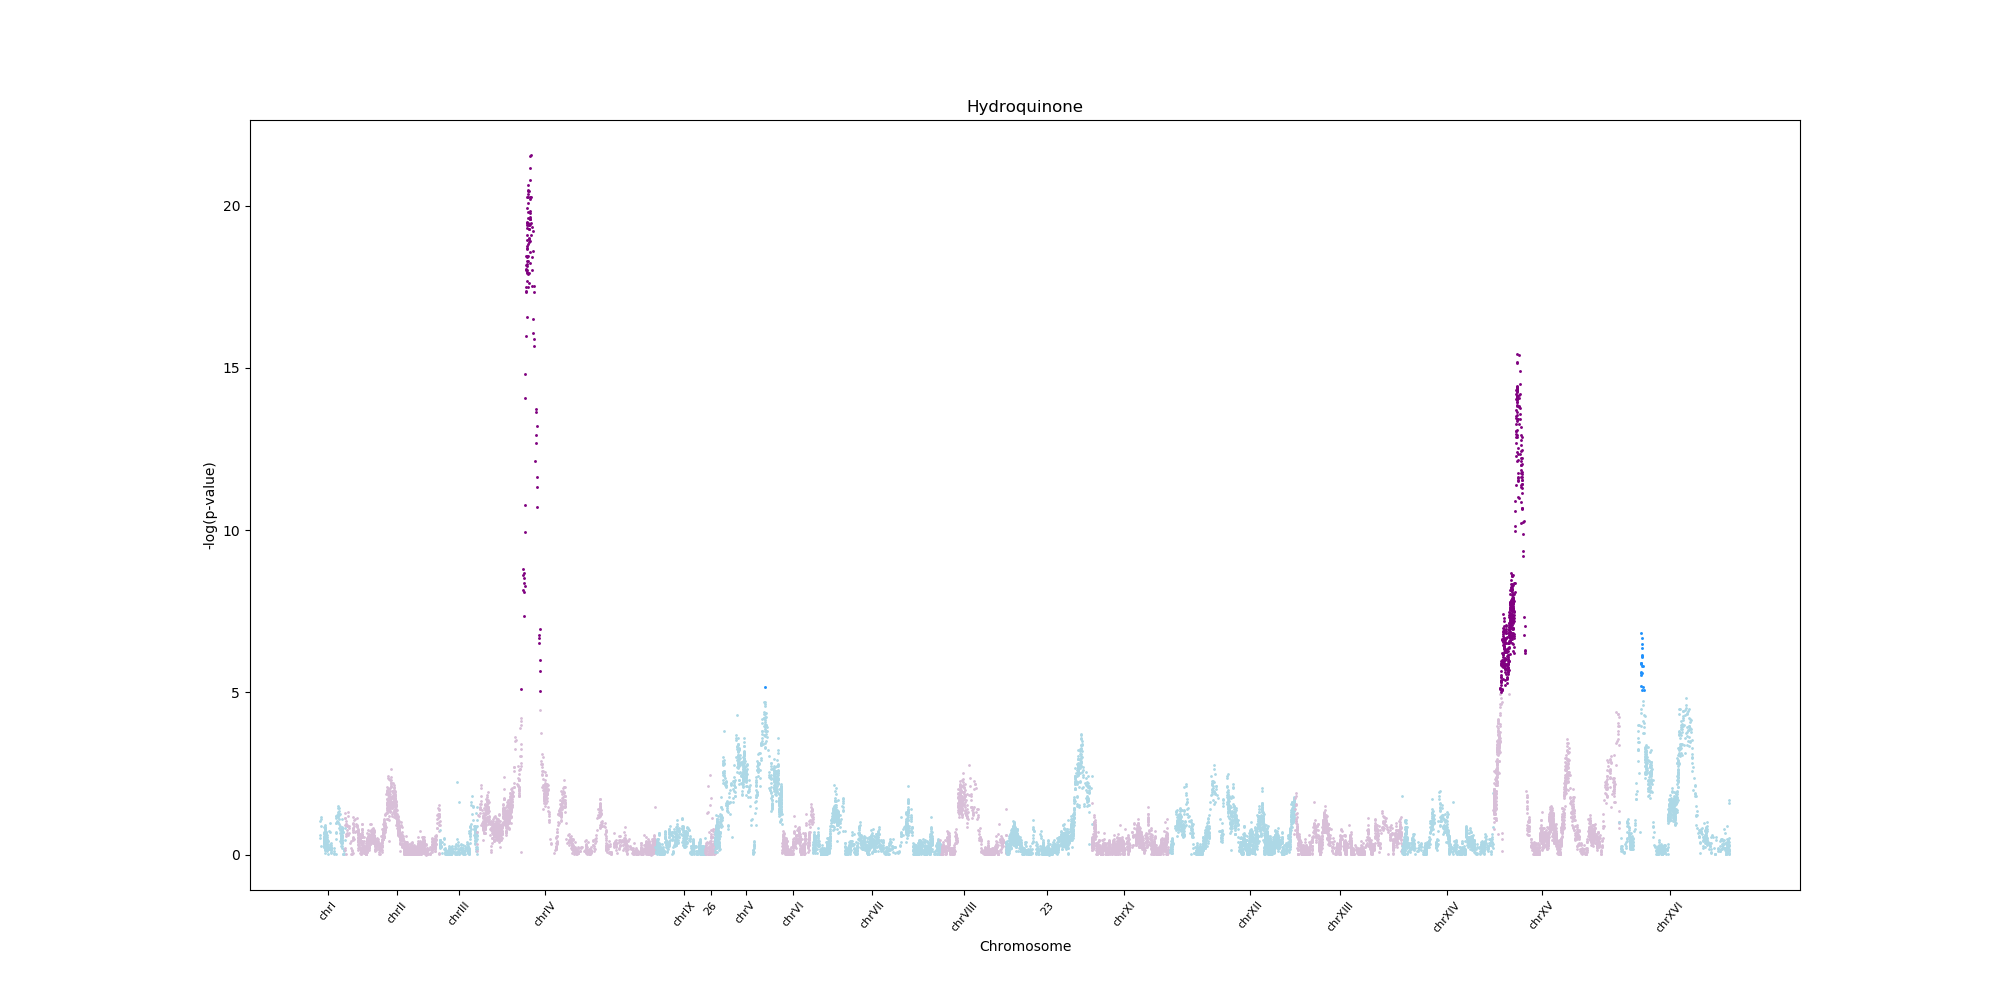 Hydroquinone
-log(p-value)
20
15
10
5
0
chrI chrII chrIII chrIV chrIX 26 chrV chrVI chrVII chrVIII 23 chrXI chrXII chrXIII chrXIV chrXV chrXVI
Chromosome